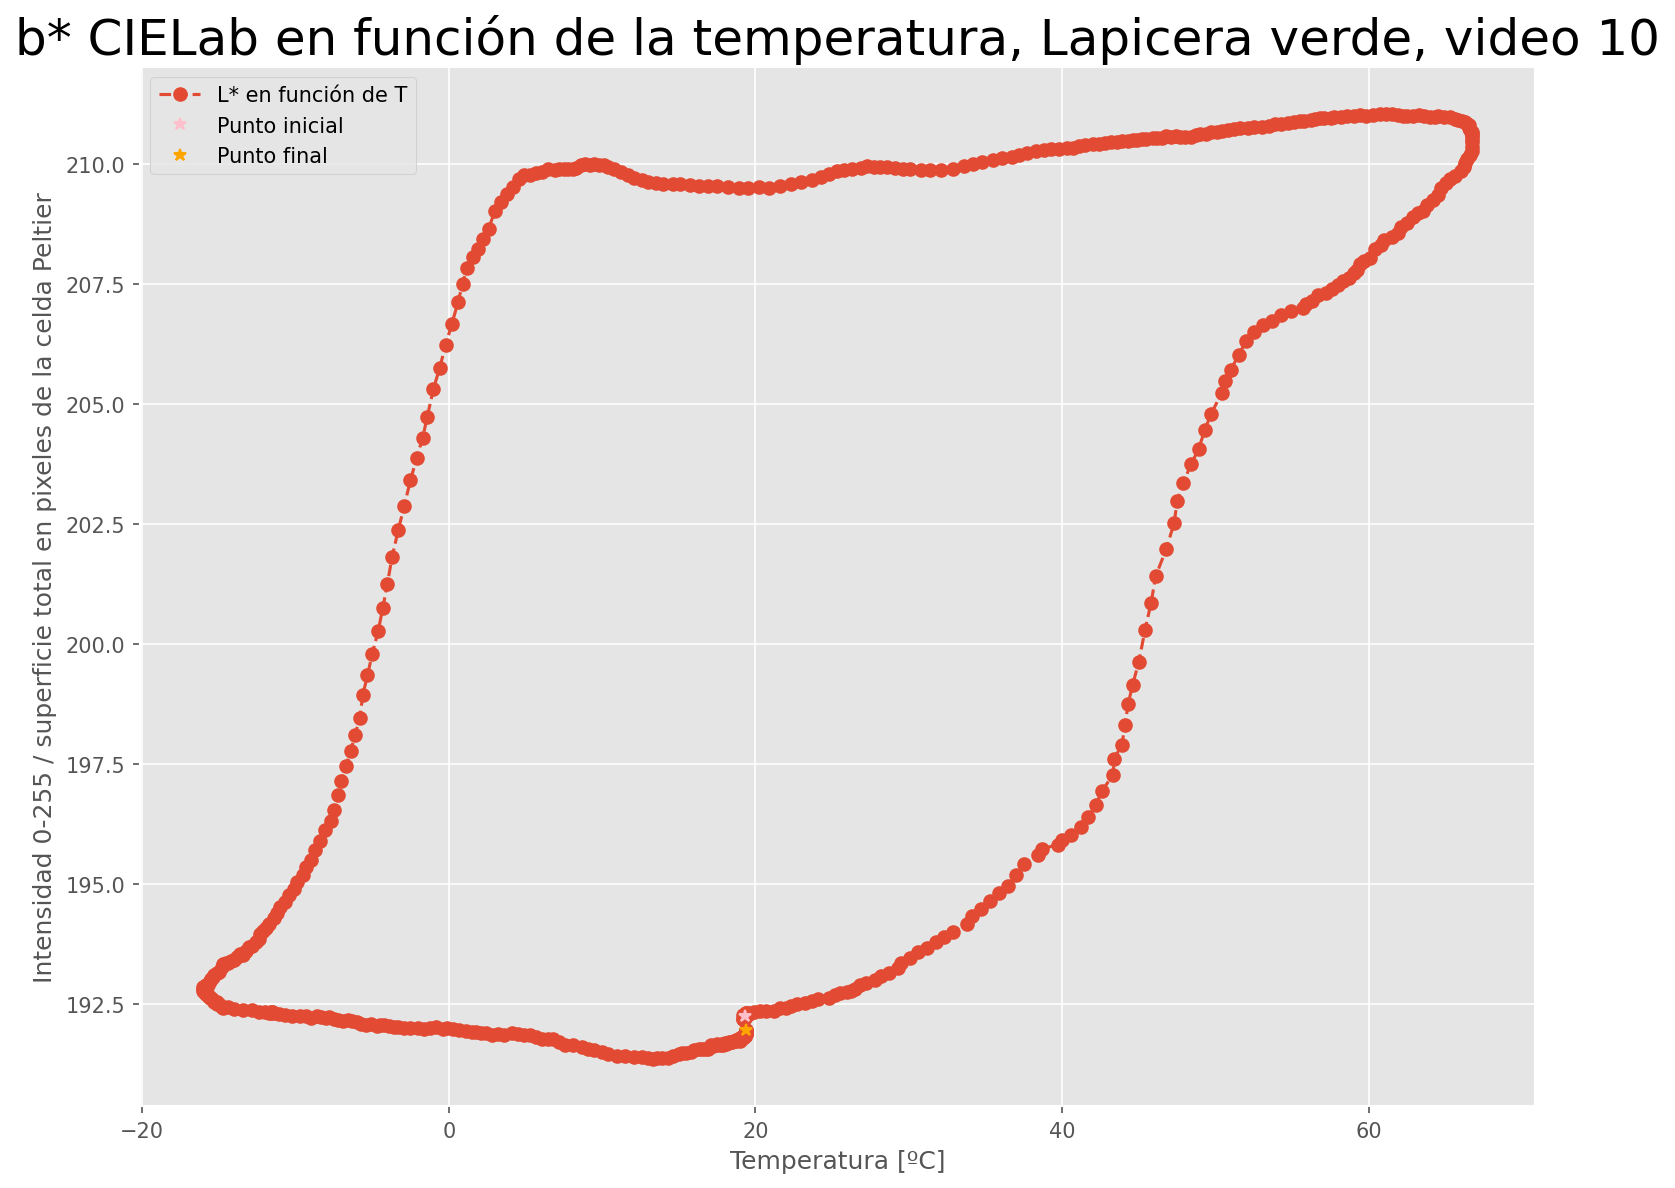 b* CIELab en función de la temperatura, Lapicera verde, video 10
L* en función de T
Punto inicial
Punto final
Intensidad 0-255 / superficie total en pixeles de la celda Peltier
210.0
207.5
205.0
202.5
200.0
197.5
195.0
192.5
−20
0
20
40
60
Temperatura [ºC]